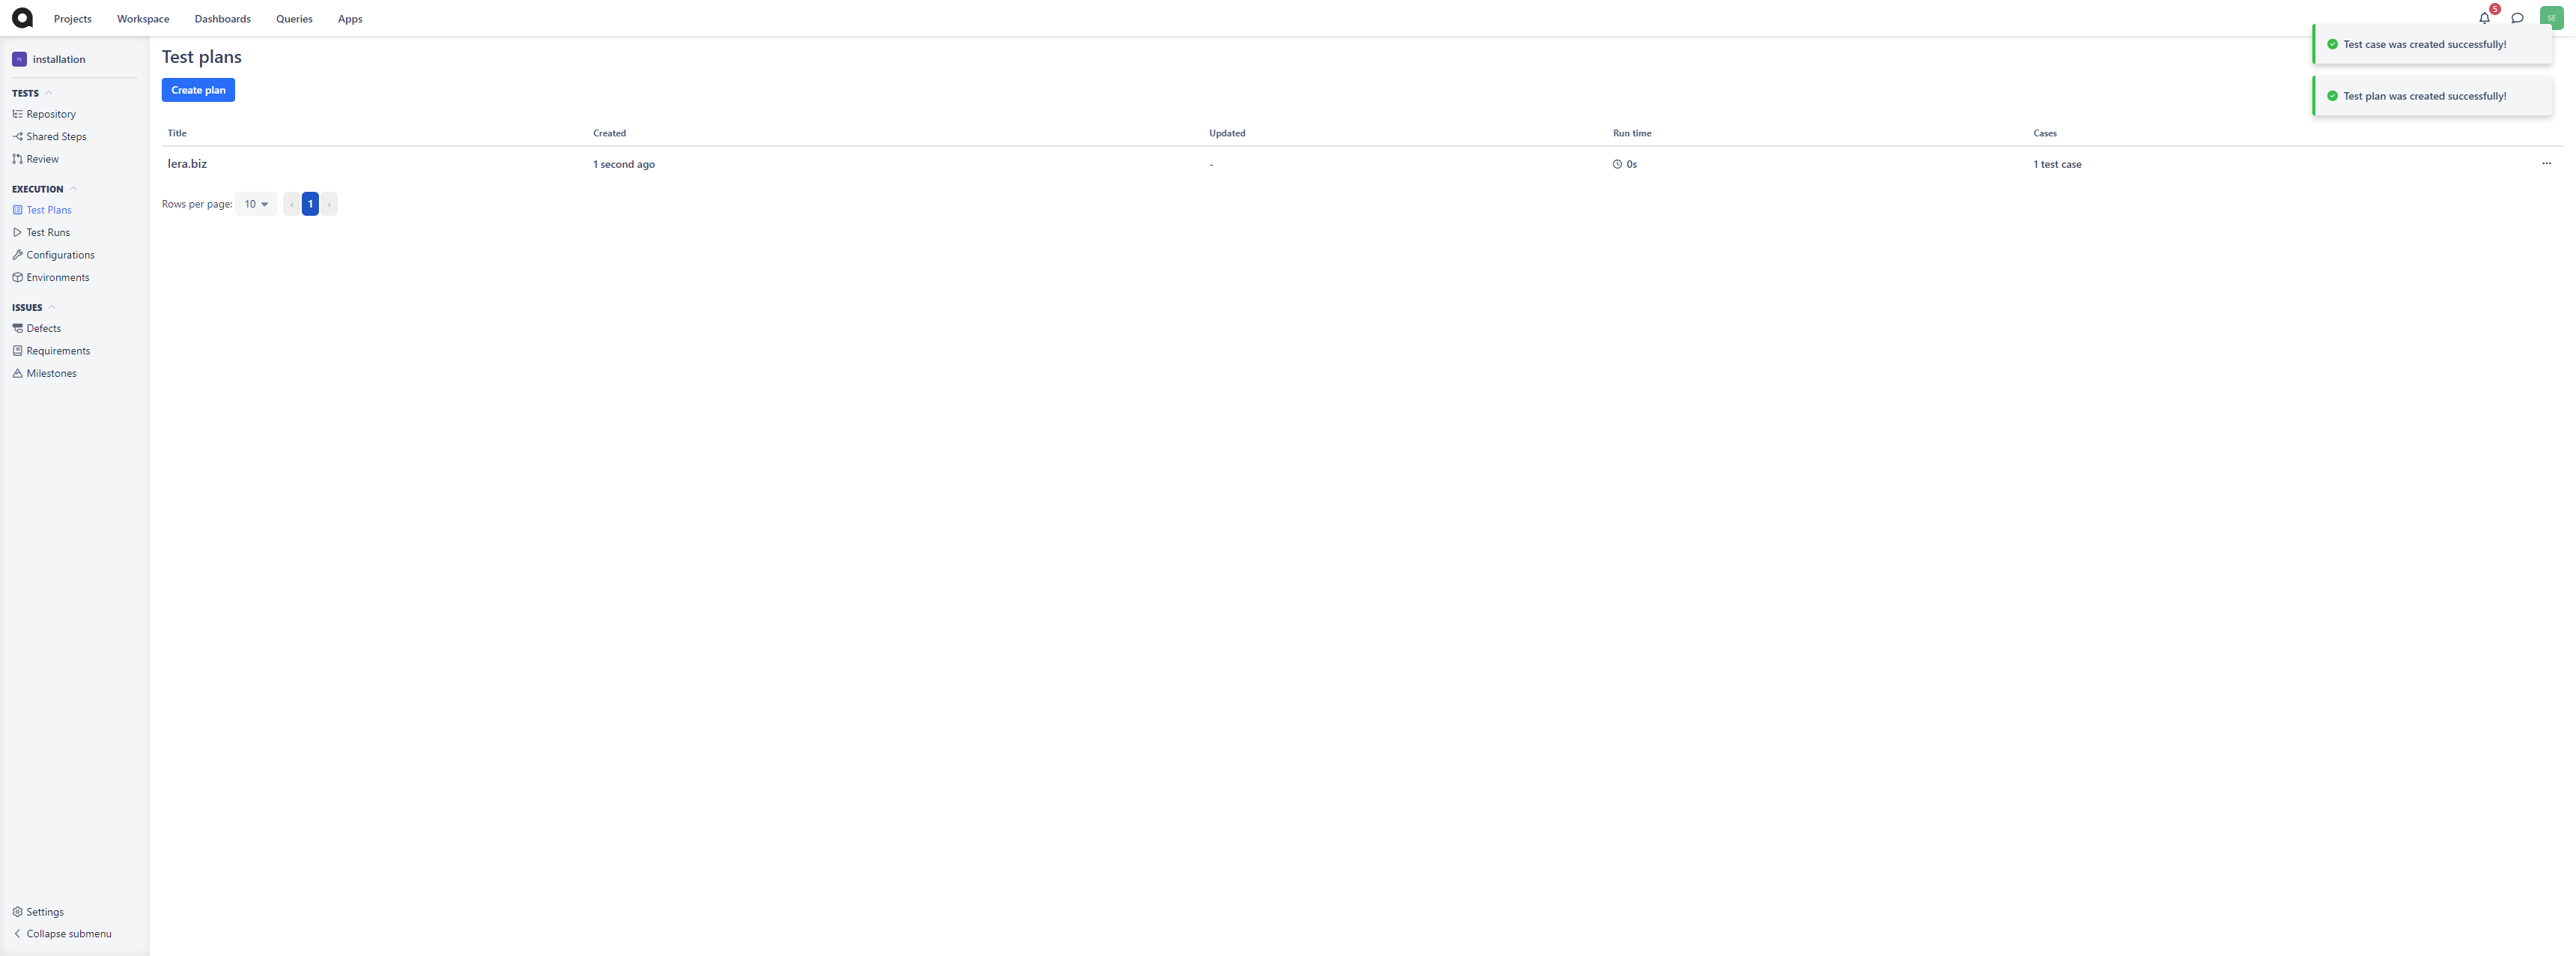 Projects Workspace Dashboards Queries Apps 5 SE
Test case was created successfully!
Test plan was created successfully!
installation
TESTS
Repository
Shared Steps
Review
EXECUTION
Test Plans
Test Runs
Configurations
Environments
ISSUES
Defects
Requirements
Milestones
Settings
Collapse submenu
Test plans
Create plan
Title Created Updated Run time Cases
lera.biz 1 second ago - 0s 1 test case ...
Rows per page: 10 ‹ 1 ›